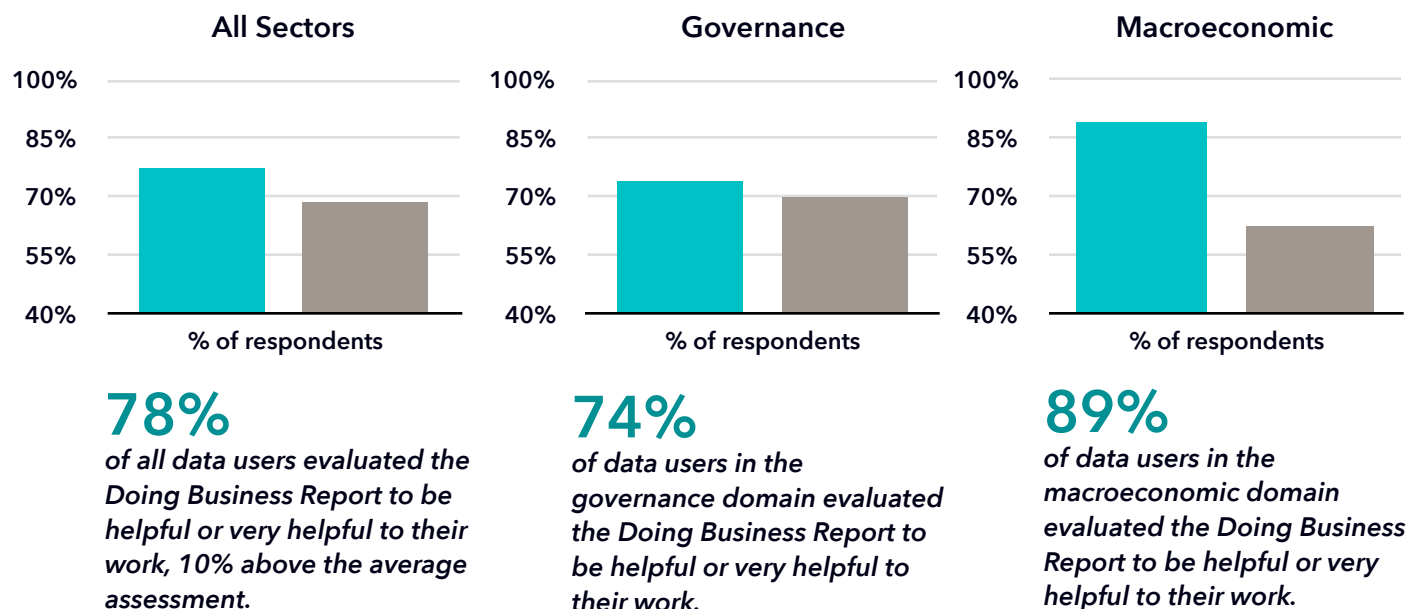 All Sectors
100%
85%
70%
55%
40%
% of respondents
78%
of all data users evaluated the
Doing Business Report to be
helpful or very helpful to their
work, 10% above the average
assessment.
Governance
100%
85%
70%
55%
40%
% of respondents
74%
of data users in the
governance domain evaluated
the Doing Business Report to
be helpful or very helpful to
their work.
Macroeconomic
100%
85%
70%
55%
40%
% of respondents
89%
of data users in the
macroeconomic domain
evaluated the Doing Business
Report to be helpful or very
helpful to their work.